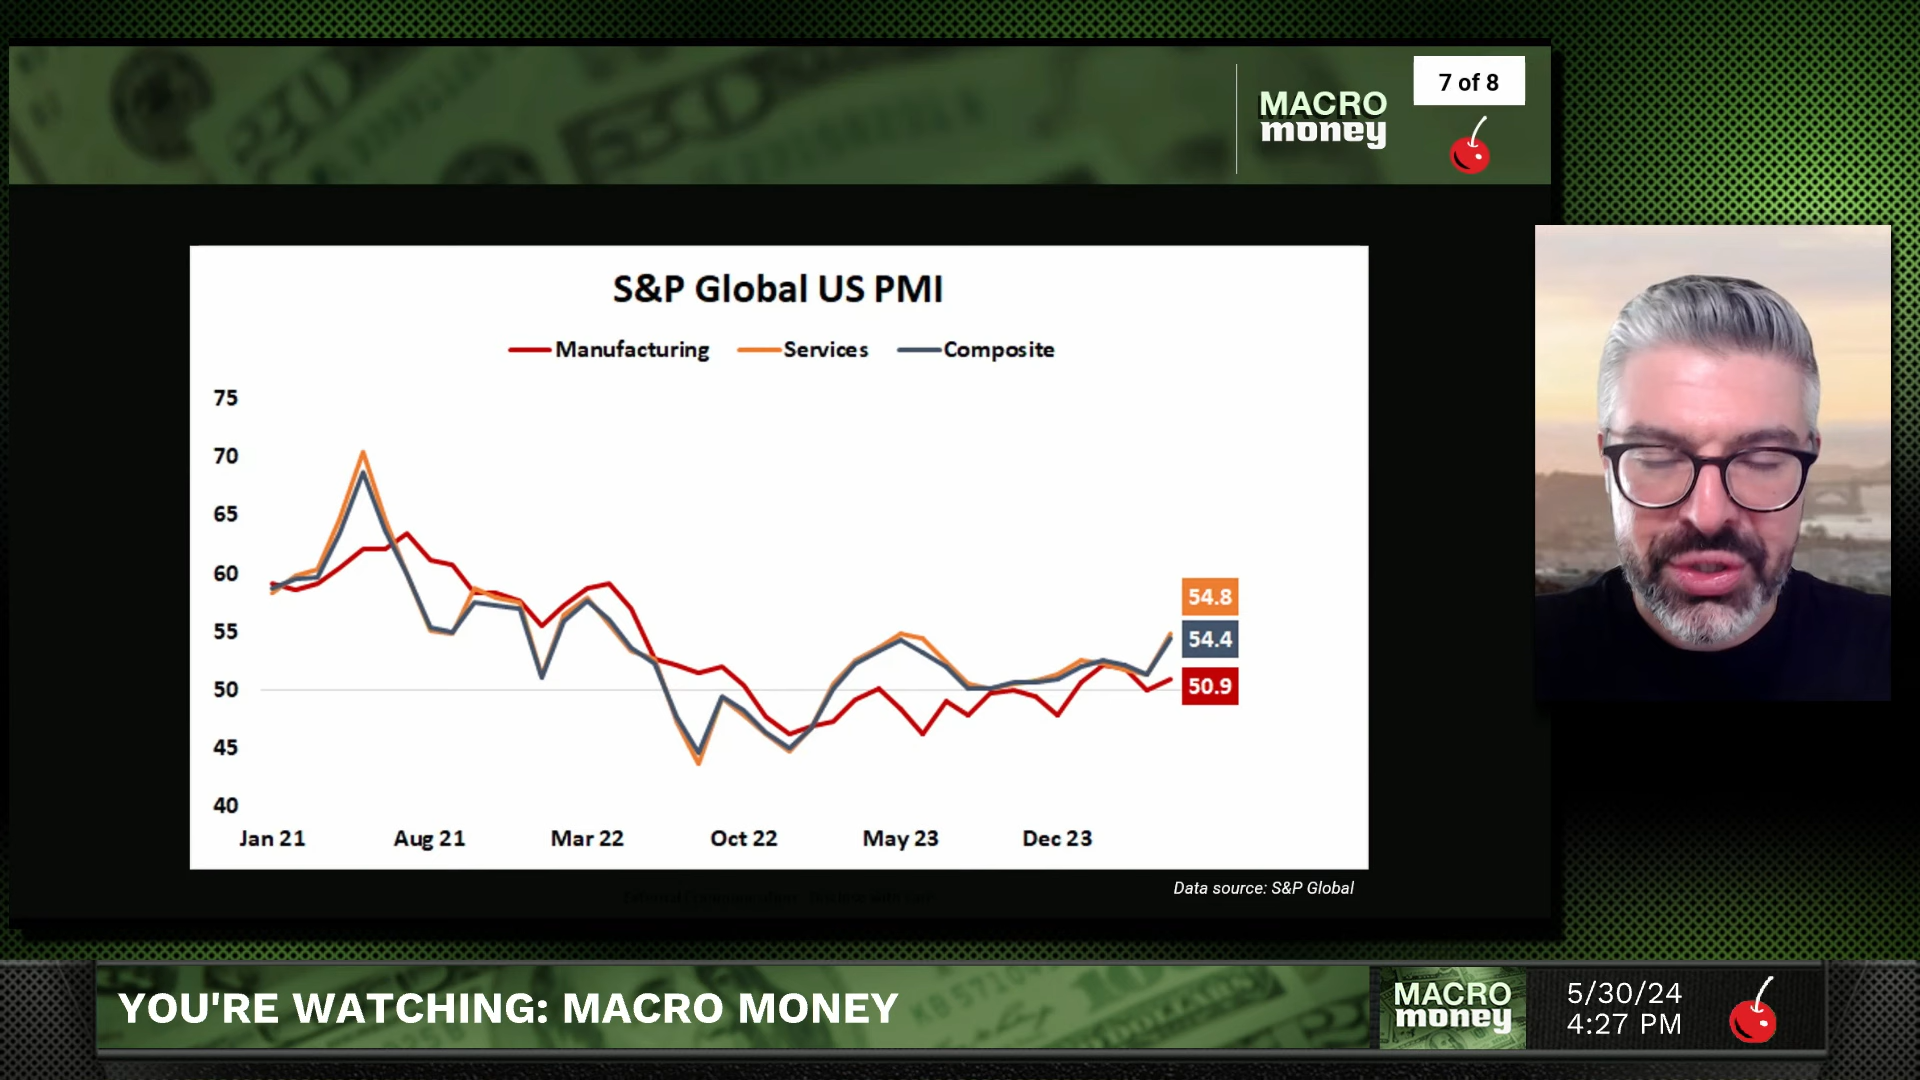 MACRO
money
7 of 8
S&P Global US PMI
Manufacturing Services Composite
75
70
65
60
55
50
45
40
54.8
54.4
50.9
Jan 21 Aug 21 Mar 22 Oct 22 May 23 Dec 23
Data source: S&P Global
YOU'RE WATCHING: MACRO MONEY
MACRO
money
5/30/24
4:27 PM